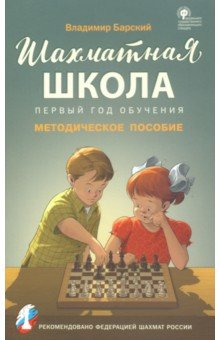 Владимир Барский
Шахматная
ШКОЛА
ПЕРВЫЙ ГОД ОБУЧЕНИЯ
МЕТОДИЧЕСКОЕ ПОСОБИЕ
РЕКОМЕНДОВАНО ФЕДЕРАЦИЕЙ ШАХМАТ РОССИИ